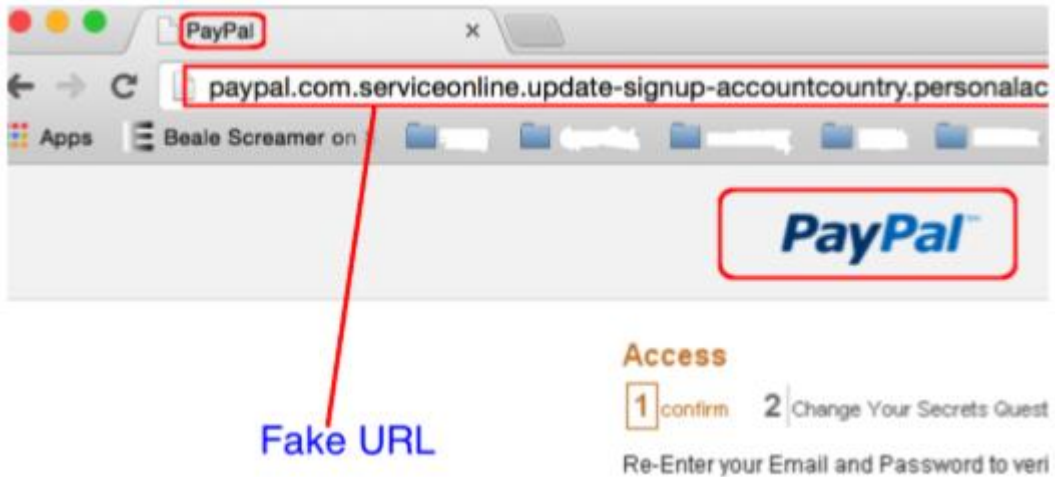 PayPal
paypal.com.serviceonline.update-signup-accountcountry.personalac
Apps Beale Screamer on
PayPal™
Access
1 confirm 2 Change Your Secrets Quest
Fake URL
Re-Enter your Email and Password to veri